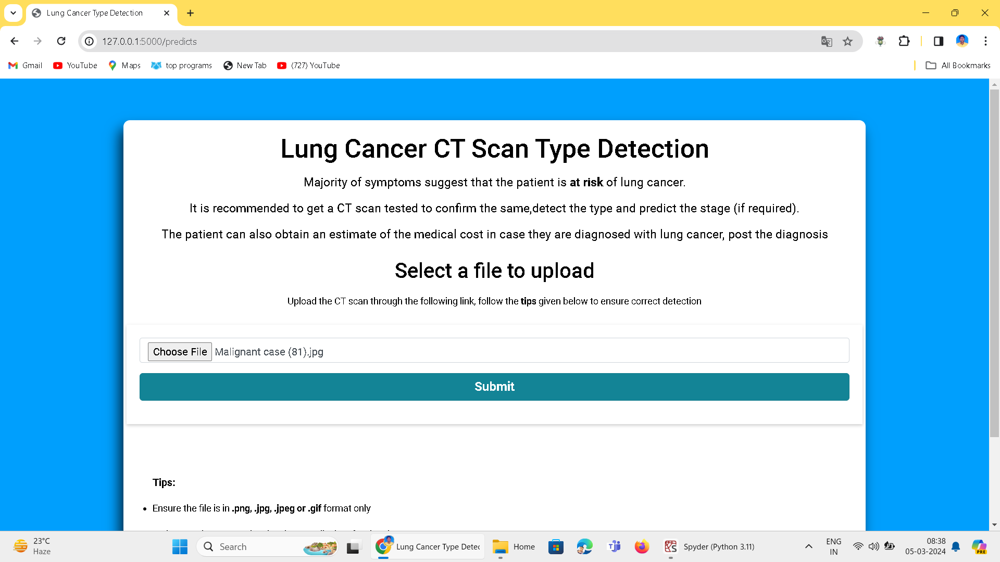 Lung Cancer Type Detection
127.0.0.1:5000/predicts
Gmail YouTube Maps top programs New Tab (727) YouTube All Bookmarks
Lung Cancer CT Scan Type Detection
Majority of symptoms suggest that the patient is at risk of lung cancer.
It is recommended to get a CT scan tested to confirm the same,detect the type and predict the stage (if required).
The patient can also obtain an estimate of the medical cost in case they are diagnosed with lung cancer, post the diagnosis
Select a file to upload
Upload the CT scan through the following link, follow the tips given below to ensure correct detection
Choose File Malignant case (81).jpg
Submit
Tips:
Ensure the file is in .png, .jpg, .jpeg or .gif format only
23°C
Haze
Search
Lung Cancer Type Detec
Home
Spyder (Python 3.11)
ENG
IN
08:38
05-03-2024
PRE